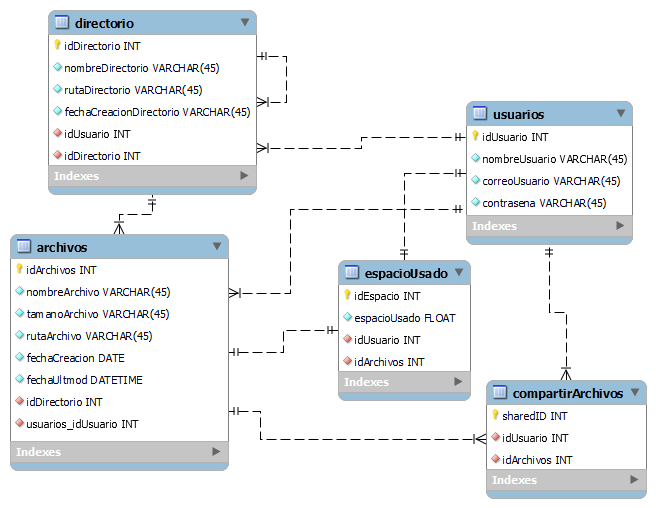 directorio
idDirectorio INT
nombreDirectorio VARCHAR(45)
rutaDirectorio VARCHAR(45)
fechaCreacionDirectorio VARCHAR(45)
idUsuario INT
idDirectorio INT
Indexes
usuarios
idUsuario INT
nombreUsuario VARCHAR(45)
correoUsuario VARCHAR(45)
contrasena VARCHAR(45)
Indexes
archivos
idArchivos INT
nombreArchivo VARCHAR(45)
tamanoArchivo VARCHAR(45)
rutaArchivo VARCHAR(45)
fechaCreacion DATE
fechaUltmod DATETIME
idDirectorio INT
usuarios_idUsuario INT
Indexes
espacioUsado
idEspacio INT
espacioUsado FLOAT
idUsuario INT
idArchivos INT
Indexes
compartirArchivos
sharedID INT
idUsuario INT
idArchivos INT
Indexes